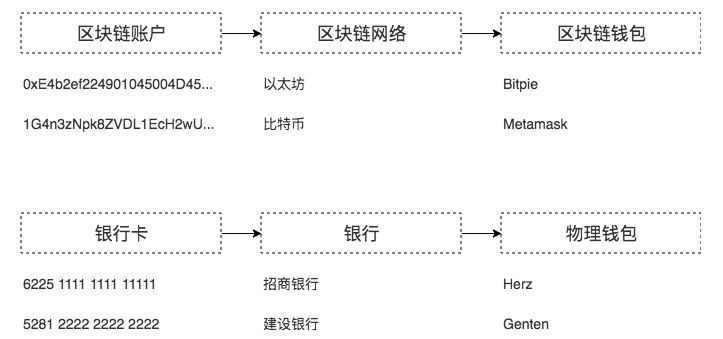 区块链账户 区块链网络 区块链钱包
0xE4b2ef224901045004D45... 以太坊 Bitpie
1G4n3zNpk8ZVDL1EcH2wU... 比特币 Metamask
银行卡 银行 物理钱包
6225 1111 1111 11111 招商银行 Herz
5281 2222 2222 2222 建设银行 Genten